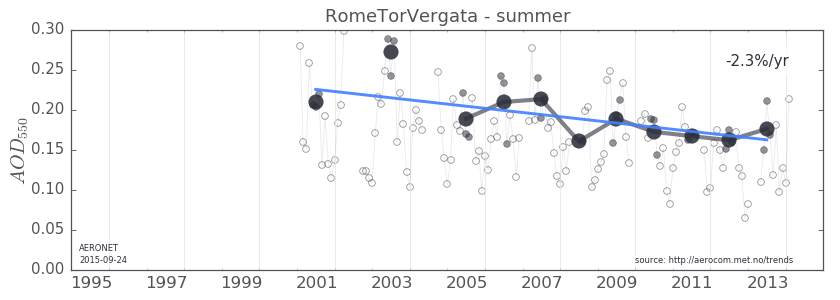 RomeTorVergata - summer
0.30
0.25
0.20
0.15
0.10
0.05
0.00
AOD550
-2.3%/yr
AERONET
2015-09-24
source: http://aerocom.met.no/trends
1995 1997 1999 2001 2003 2005 2007 2009 2011 2013